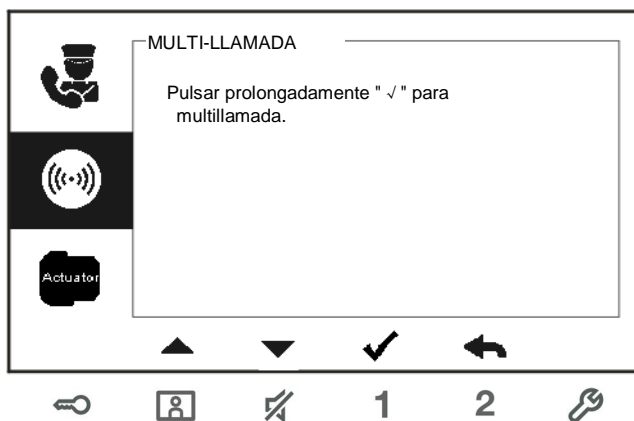 MULTI-LLAMADA
Pulsar prolongadamente " √ " para
multillamada.
Actuator
1
2